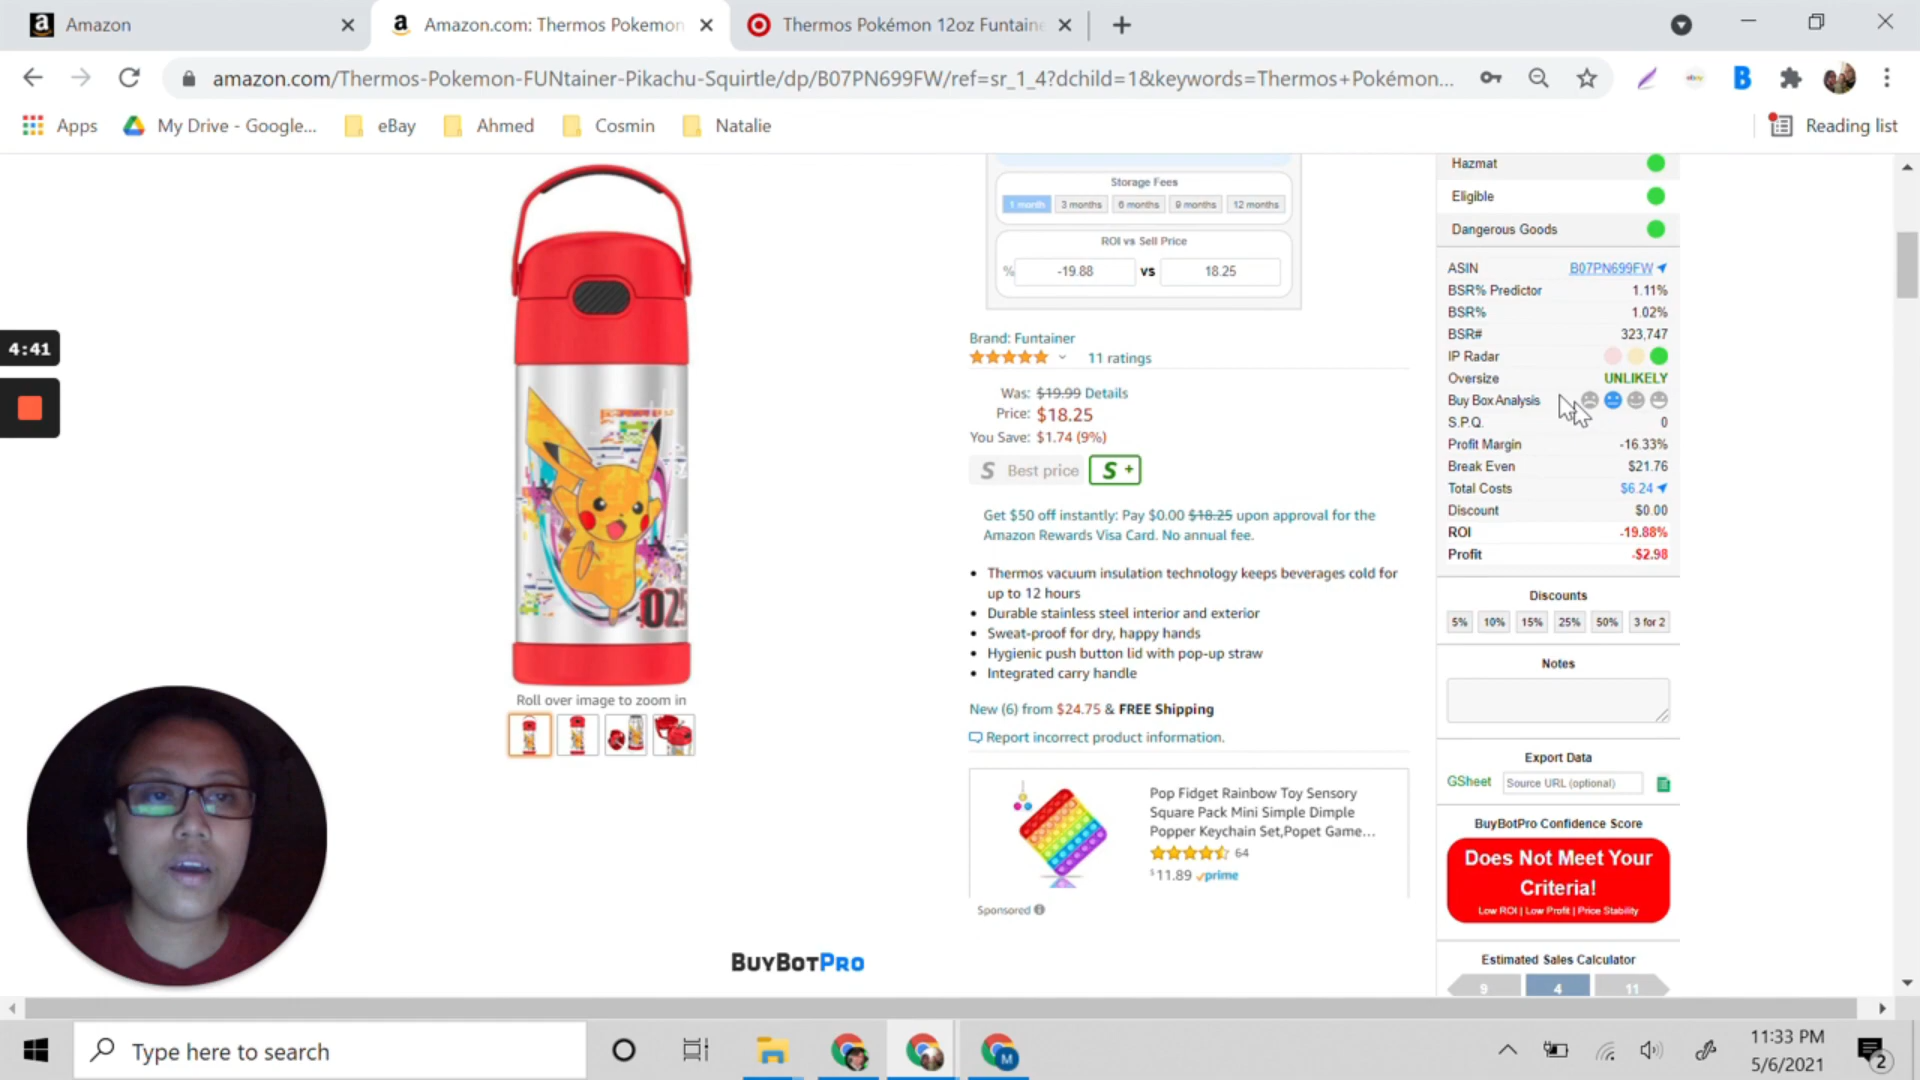 Amazon
Amazon.com: Thermos Pokemon
Thermos Pokémon 12oz Funtaine
amazon.com/Thermos-Pokemon-FUNtainer-Pikachu-Squirtle/dp/B07PN699FW/ref=sr_1_4?dchild=1&keywords=Thermos+Pokémon...
Apps
My Drive - Google...
eBay
Ahmed
Cosmin
Natalie
Reading list
4:41
025
Roll over image to zoom in
Storage Fees
1 month 3 months 6 months 9 months 12 months
ROI vs Sell Price
% -19.88 vs 18.25
Brand: Funtainer
11 ratings
Was: $19.99 Details
Price: $18.25
You Save: $1.74 (9%)
S Best price S +
Get $50 off instantly: Pay $0.00 $18.25 upon approval for the
Amazon Rewards Visa Card. No annual fee.
• Thermos vacuum insulation technology keeps beverages cold for
up to 12 hours
• Durable stainless steel interior and exterior
• Sweat-proof for dry, happy hands
• Hygienic push button lid with pop-up straw
• Integrated carry handle
New (6) from $24.75 & FREE Shipping
Report incorrect product information.
Pop Fidget Rainbow Toy Sensory
Square Pack Mini Simple Dimple
Popper Keychain Set,Popet Game...
64
$11.89 prime
Sponsored
BUYBOTPRO
Hazmat
Eligible
Dangerous Goods
ASIN B07PN699FW
BSR% Predictor 1.11%
BSR% 1.02%
BSR# 323,747
IP Radar
Oversize UNLIKELY
Buy Box Analysis
S.P.Q. 0
Profit Margin -16.33%
Break Even $21.76
Total Costs $6.24
Discount $0.00
ROI -19.88%
Profit -$2.98
Discounts
5% 10% 15% 25% 50% 3 for 2
Notes
Export Data
GSheet Source URL (optional)
BuyBotPro Confidence Score
Does Not Meet Your
Criteria!
Low ROI | Low Profit | Price Stability
Estimated Sales Calculator
9 4 11
Type here to search
M
11:33 PM
5/6/2021
2